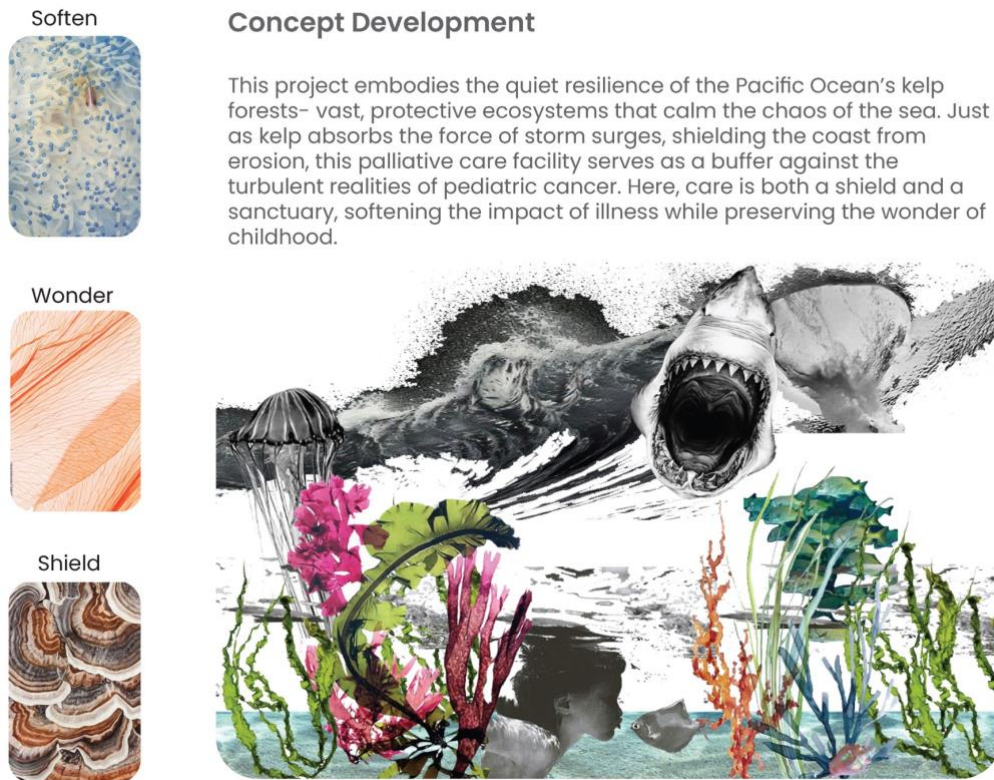 Soften
Concept Development
This project embodies the quiet resilience of the Pacific Ocean's kelp
forests- vast, protective ecosystems that calm the chaos of the sea. Just
as kelp absorbs the force of storm surges, shielding the coast from
erosion, this palliative care facility serves as a buffer against the
turbulent realities of pediatric cancer. Here, care is both a shield and a
sanctuary, softening the impact of illness while preserving the wonder of
childhood.
Wonder
Shield